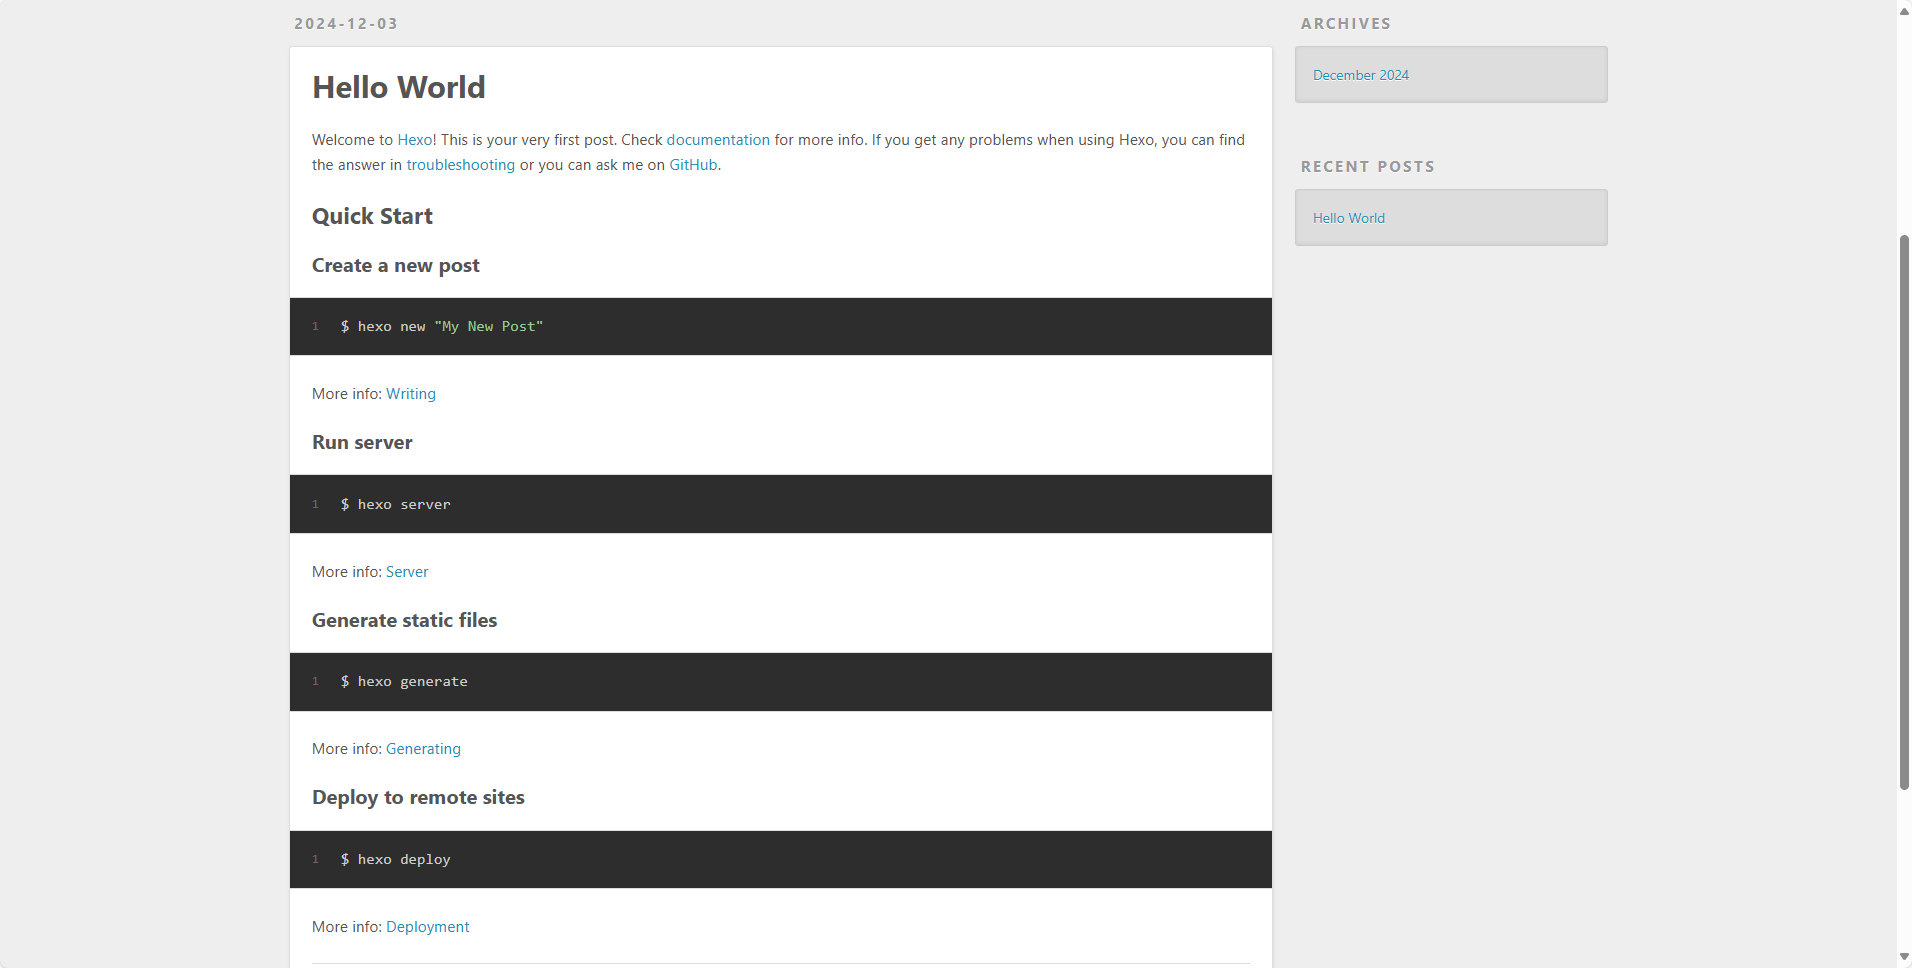 2024-12-03
Hello World
Welcome to Hexo! This is your very first post. Check documentation for more info. If you get any problems when using Hexo, you can find
the answer in troubleshooting or you can ask me on GitHub.
Quick Start
Create a new post
1 $ hexo new "My New Post"
More info: Writing
Run server
1 $ hexo server
More info: Server
Generate static files
1 $ hexo generate
More info: Generating
Deploy to remote sites
1 $ hexo deploy
More info: Deployment
ARCHIVES
December 2024
RECENT POSTS
Hello World